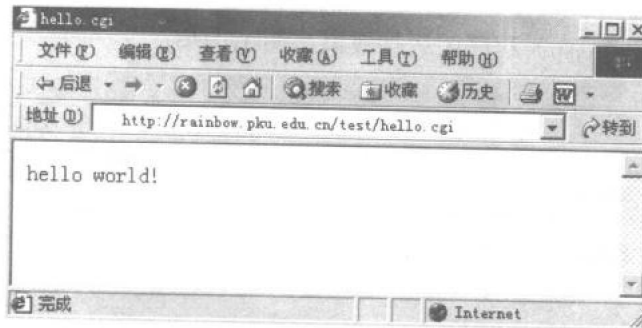 hello.cgi
文件(F) 编辑(E) 查看(V) 收藏(A) 工具(T) 帮助(H)
后退 搜索 收藏 历史
地址(D) http://rainbow.pku.edu.cn/test/hello.cgi 转到
hello world!
完成 Internet